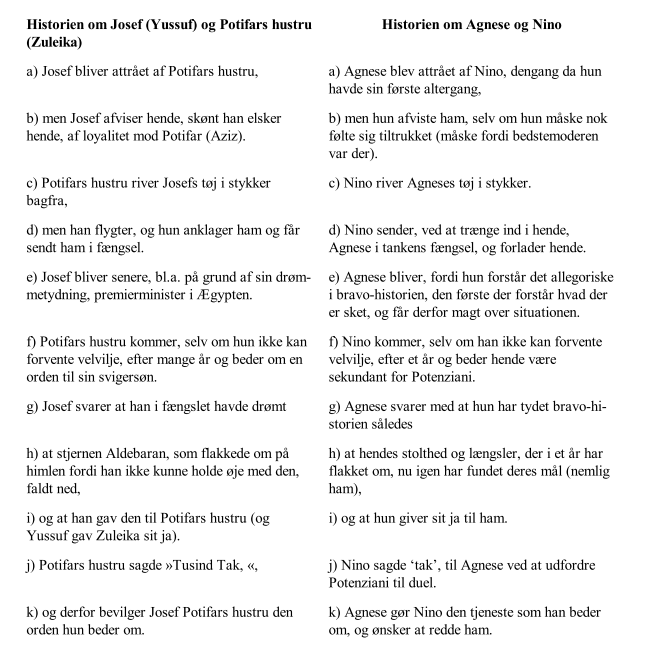 Historien om Josef (Yussuf) og Potifars hustru
(Zuleika)
Historien om Agnese og Nino
a) Josef bliver attrået af Potifars hustru,
a) Agnese blev attrået af Nino, dengang da hun
havde sin første altergang,
b) men Josef afviser hende, skønt han elsker
hende, af loyalitet mod Potifar (Aziz).
b) men hun afviste ham, selv om hun måske nok
følte sig tiltrukket (måske fordi bedstemoderen
var der).
c) Potifars hustru river Josefs tøj i stykker
bagfra,
c) Nino river Agneses tøj i stykker.
d) men han flygter, og hun anklager ham og får
sendt ham i fængsel.
d) Nino sender, ved at trænge ind i hende,
Agnese i tankens fængsel, og forlader hende.
e) Josef bliver senere, bl.a. på grund af sin drøm-
metydning, premierminister i Ægypten.
e) Agnese bliver, fordi hun forstår det allegoriske
i bravo-historien, den første der forstår hvad der
er sket, og får derfor magt over situationen.
f) Potifars hustru kommer, selv om hun ikke kan
forvente velvilje, efter mange år og beder om en
orden til sin svigersøn.
f) Nino kommer, selv om han ikke kan forvente
velvilje, efter et år og beder hende være
sekundant for Potenziani.
g) Josef svarer at han i fængslet havde drømt
g) Agnese svarer med at hun har tydet bravo-hi-
storien således
h) at stjernen Aldebaran, som flakkede om på
himlen fordi han ikke kunne holde øje med den,
faldt ned,
h) at hendes stolthed og længsler, der i et år har
flakket om, nu igen har fundet deres mål (nemlig
ham),
i) og at han gav den til Potifars hustru (og
Yussuf gav Zuleika sit ja).
i) og at hun giver sit ja til ham.
j) Potifars hustru sagde »Tusind Tak, «,
j) Nino sagde ‘tak’, til Agnese ved at udfordre
Potenziani til duel.
k) og derfor bevilger Josef Potifars hustru den
orden hun beder om.
k) Agnese gør Nino den tjeneste som han beder
om, og ønsker at redde ham.